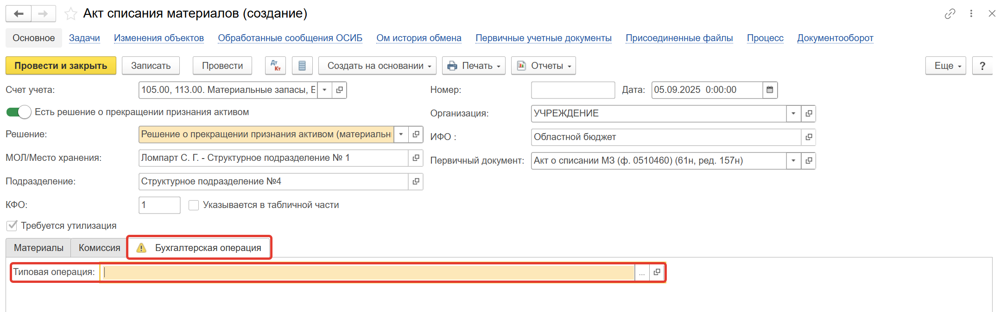 Акт списания материалов (создание)
Основное Задачи Изменения объектов Обработанные сообщения ОСИБ Ом история обмена Первичные учетные документы Присоединенные файлы Процесс Документооборот
Провести и закрыть Записать Провести Дт Кт Создать на основании Печать Отчеты Еще ?
Счет учета: 105.00, 113.00. Материальные запасы, Номер: Дата: 05.09.2025 0:00:00
Есть решение о прекращении признания активом Организация: УЧРЕЖДЕНИЕ
Решение: Решение о прекращении признания активом ИФО : Областной бюджет
МОЛ/Место хранения: Ломпарт С. Г. - Структурное подразделение № 1 Первичный документ: Акт о списании МЗ (ф. 0510460) (61н, ред. 157н)
Подразделение: Структурное подразделение №4
КФО: 1 Указывается в табличной части
Требуется утилизация
Материалы Комиссия Бухгалтерская операция
Типовая операция: ...